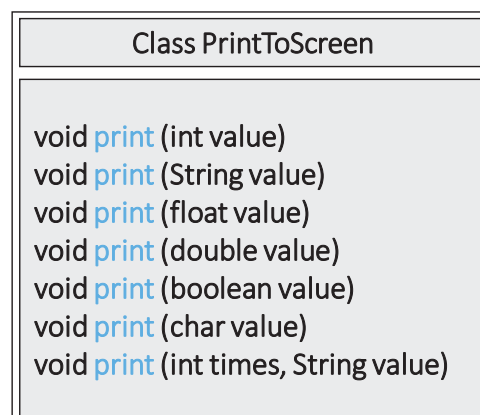 Class PrintToScreen
void print (int value)
void print (String value)
void print (float value)
void print (double value)
void print (boolean value)
void print (char value)
void print (int times, String value)